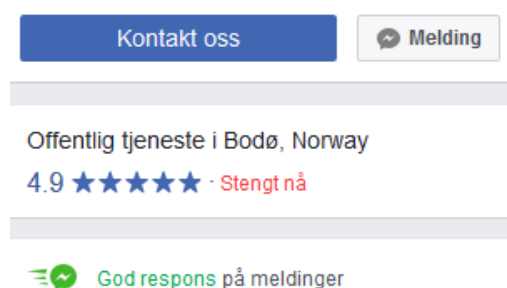 Kontakt oss
Melding
Offentlig tjeneste i Bodø, Norway
4.9 ★★★★★ · Stengt nå
God respons på meldinger